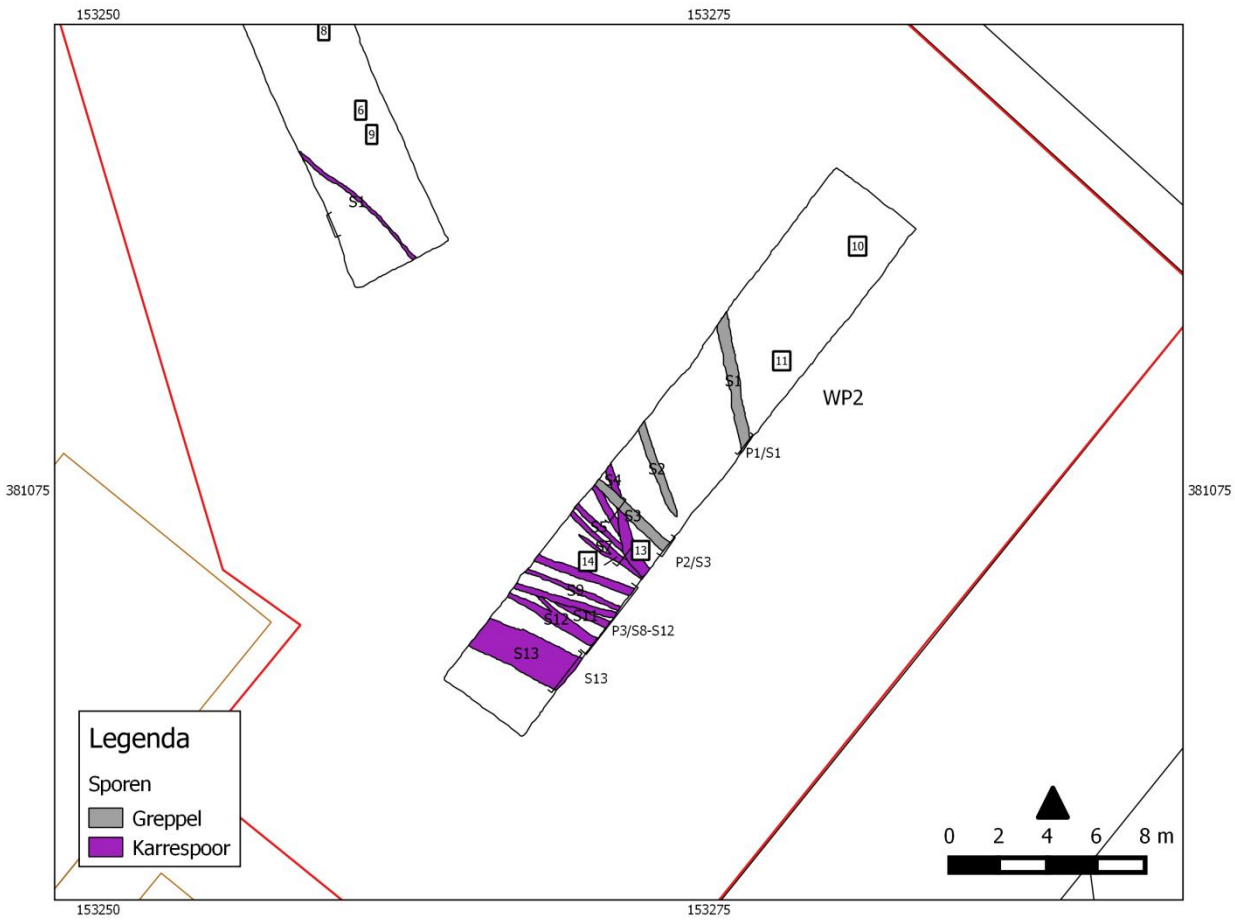 153250
153275
8
6
9
S1
10
11
S1
WP2
P1/S1
S2
S4
381075
381075
S3
S5
13
S7
14
P2/S3
S9
S11
S12
P3/S8-S12
S13
S13
Legenda
Sporen
Greppel
Karrespoor
0 2 4 6 8 m
153250
153275